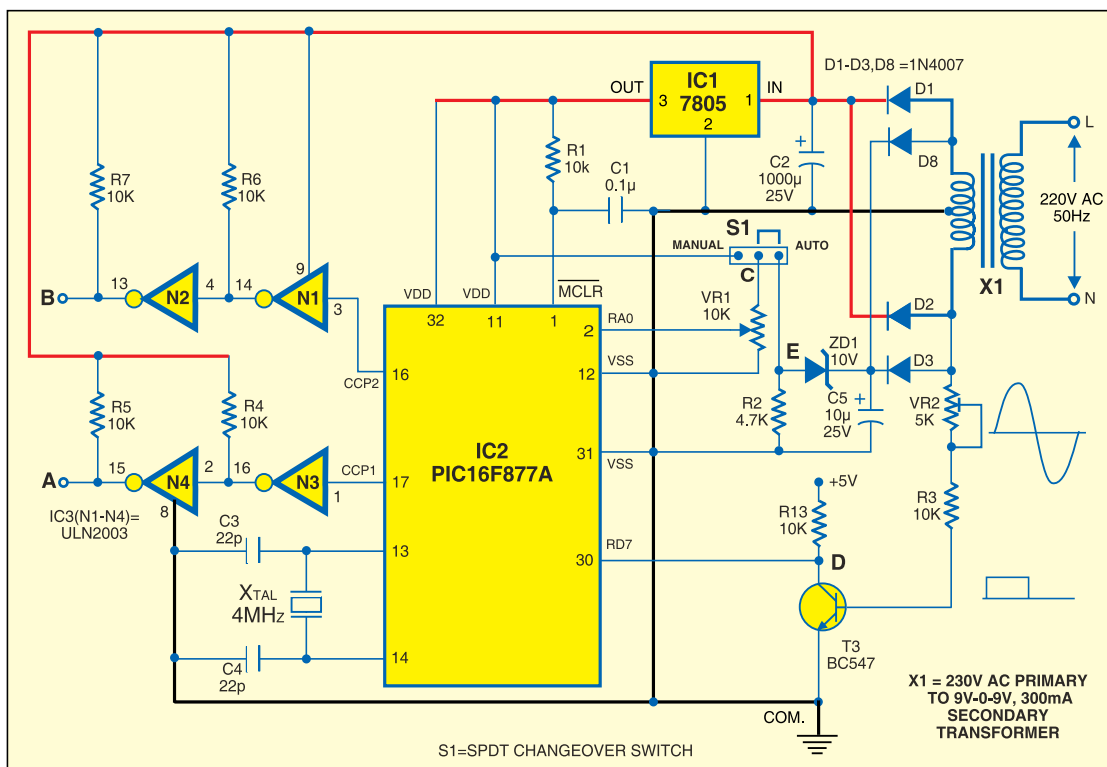 D1-D3,D8 =1N4007
OUT
3
IC1
7805
1
IN
2
D1
D8
L
220V AC
50Hz
N
X1
R7
10K
R6
10K
R1
10k
C1
0.1µ
+
C2
1000µ
25V
S1
MANUAL
AUTO
C
B
13
N2
4
14
9
N1
3
VDD
32
VDD
11
MCLR
1
2
RA0
VR1
10K
12
VSS
16
CCP2
D2
ZD1
10V
E
D3
R2
4.7K
+
C5
10µ
25V
VR2
5K
R5
10K
R4
10K
IC2
PIC16F877A
31
VSS
A
15
N4
2
16
N3
1
CCP1
17
8
IC3(N1-N4)=
ULN2003
C3
22p
13
XTAL
4MHz
C4
22p
14
+5V
R13
10K
R3
10K
30
RD7
D
T3
BC547
COM.
X1 = 230V AC PRIMARY
TO 9V-0-9V, 300mA
SECONDARY
TRANSFORMER
S1=SPDT CHANGEOVER SWITCH